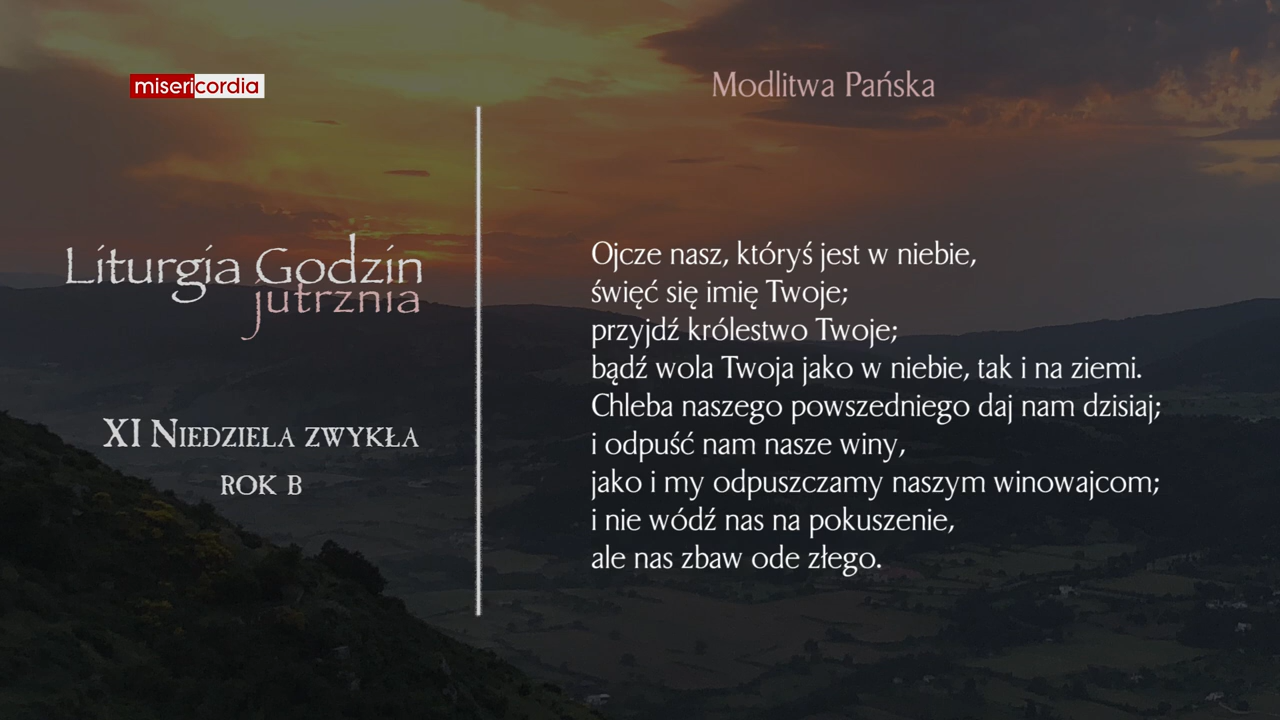 misericordia
Liturgia Godzin
jutrznia
XI Niedziela zwykła
rok B
Modlitwa Pańska
Ojcze nasz, któryś jest w niebie,
święć się imię Twoje;
przyjdź królestwo Twoje;
bądź wola Twoja jako w niebie, tak i na ziemi.
Chleba naszego powszedniego daj nam dzisiaj;
i odpuść nam nasze winy,
jako i my odpuszczamy naszym winowajcom;
i nie wódź nas na pokuszenie,
ale nas zbaw ode złego.